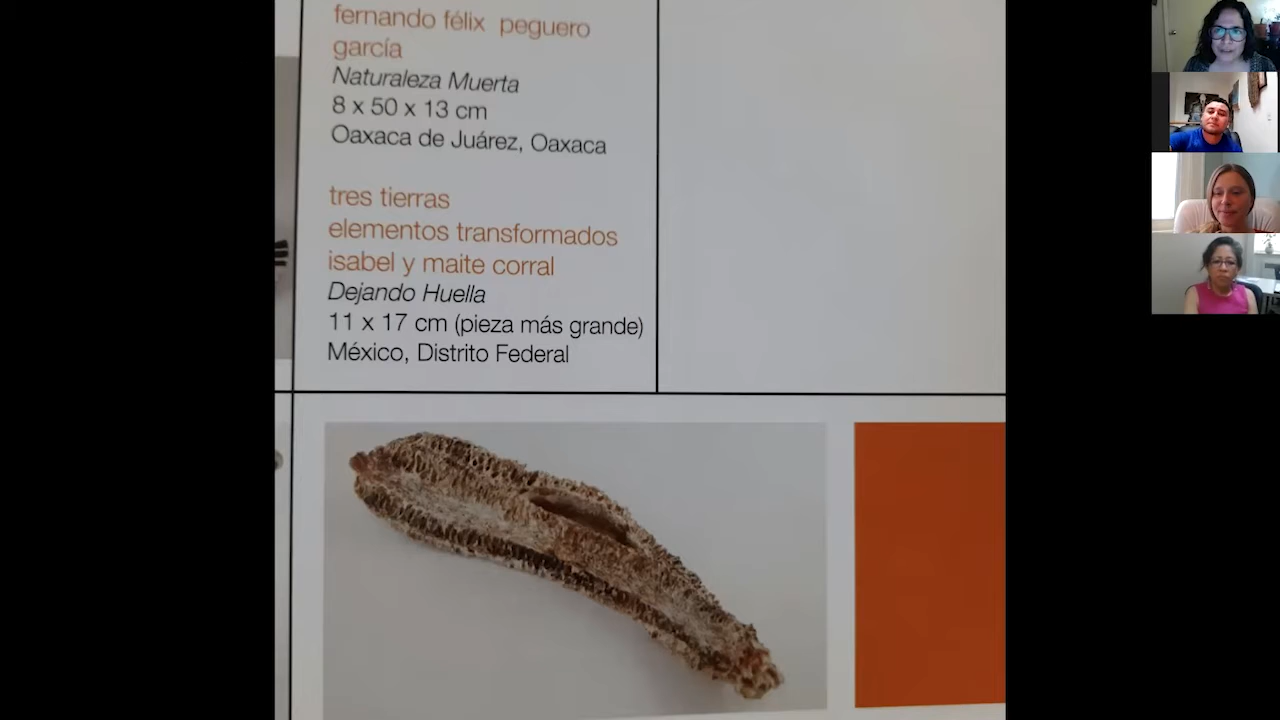 fernando félix peguero
garcía
Naturaleza Muerta
8 x 50 x 13 cm
Oaxaca de Juárez, Oaxaca
tres tierras
elementos transformados
isabel y maite corral
Dejando Huella
11 x 17 cm (pieza más grande)
México, Distrito Federal